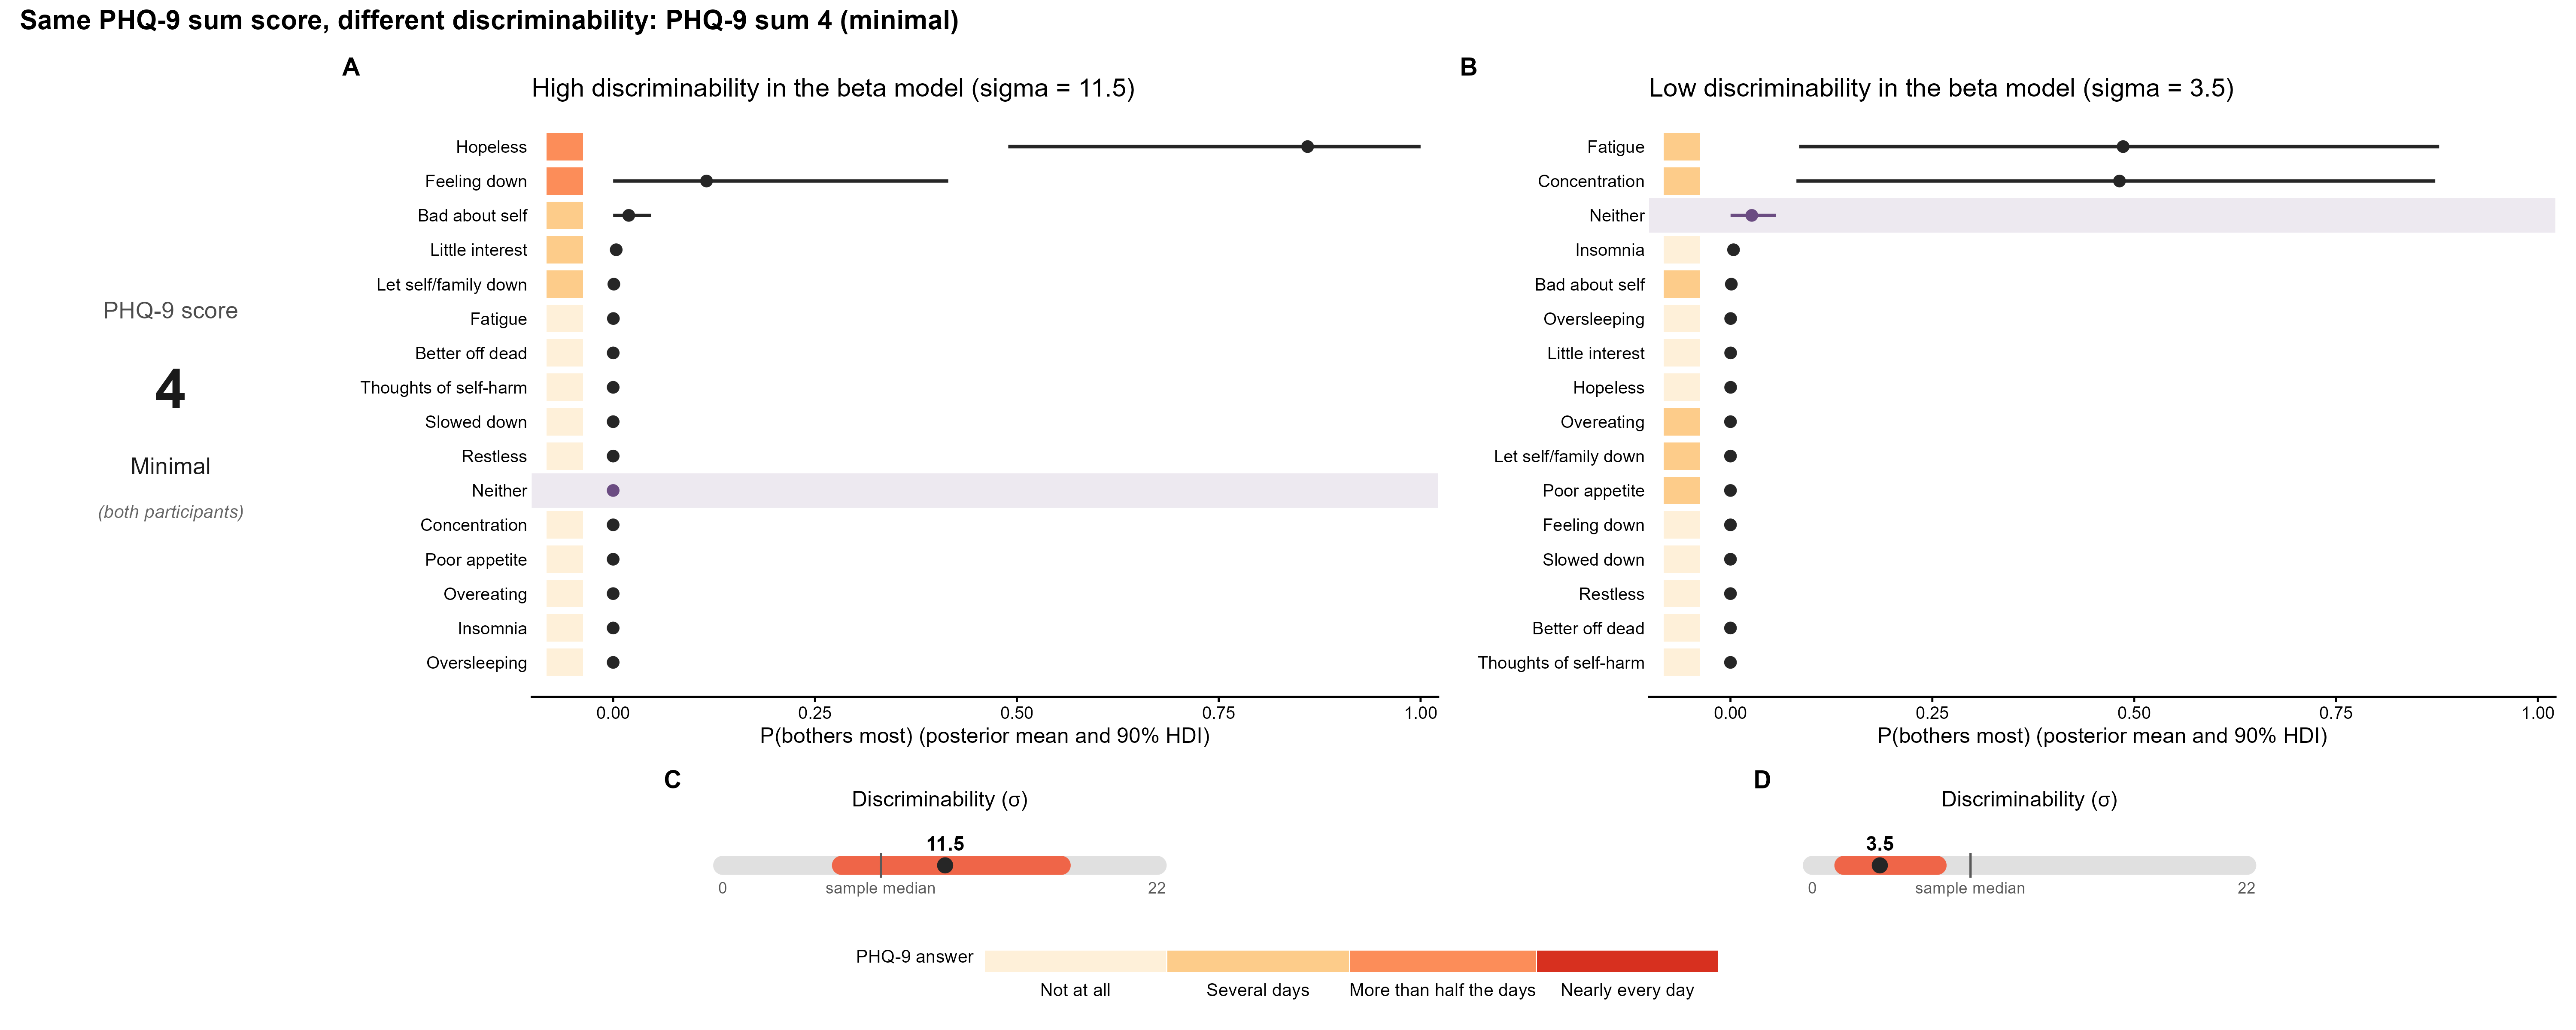 Same PHQ-9 sum score, different discriminability: PHQ-9 sum 4 (minimal)
PHQ-9 score
4
Minimal
(both participants)
A
High discriminability in the beta model (sigma = 11.5)
Hopeless
Feeling down
Bad about self
Little interest
Let self/family down
Fatigue
Better off dead
Thoughts of self-harm
Slowed down
Restless
Neither
Concentration
Poor appetite
Overeating
Insomnia
Oversleeping
0.00 0.25 0.50 0.75 1.00
P(bothers most) (posterior mean and 90% HDI)
B
Low discriminability in the beta model (sigma = 3.5)
Fatigue
Concentration
Neither
Insomnia
Bad about self
Oversleeping
Little interest
Hopeless
Overeating
Let self/family down
Poor appetite
Feeling down
Slowed down
Restless
Better off dead
Thoughts of self-harm
0.00 0.25 0.50 0.75 1.00
P(bothers most) (posterior mean and 90% HDI)
C
Discriminability (σ)
11.5
0 sample median 22
D
Discriminability (σ)
3.5
0 sample median 22
PHQ-9 answer
Not at all Several days More than half the days Nearly every day